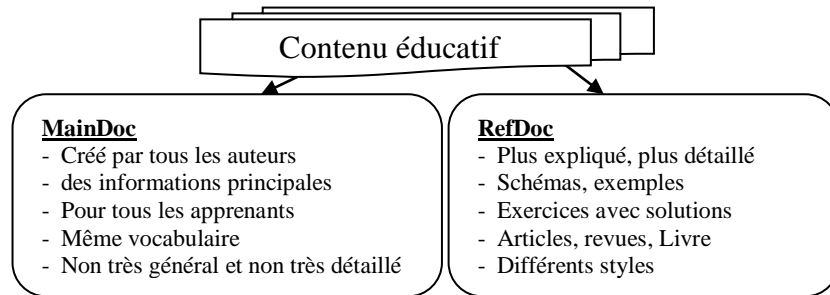 Contenu éducatif
MainDoc
- Créé par tous les auteurs
- des informations principales
- Pour tous les apprenants
- Même vocabulaire
- Non très général et non très détaillé
RefDoc
- Plus expliqué, plus détaillé
- Schémas, exemples
- Exercices avec solutions
- Articles, revues, Livre
- Différents styles